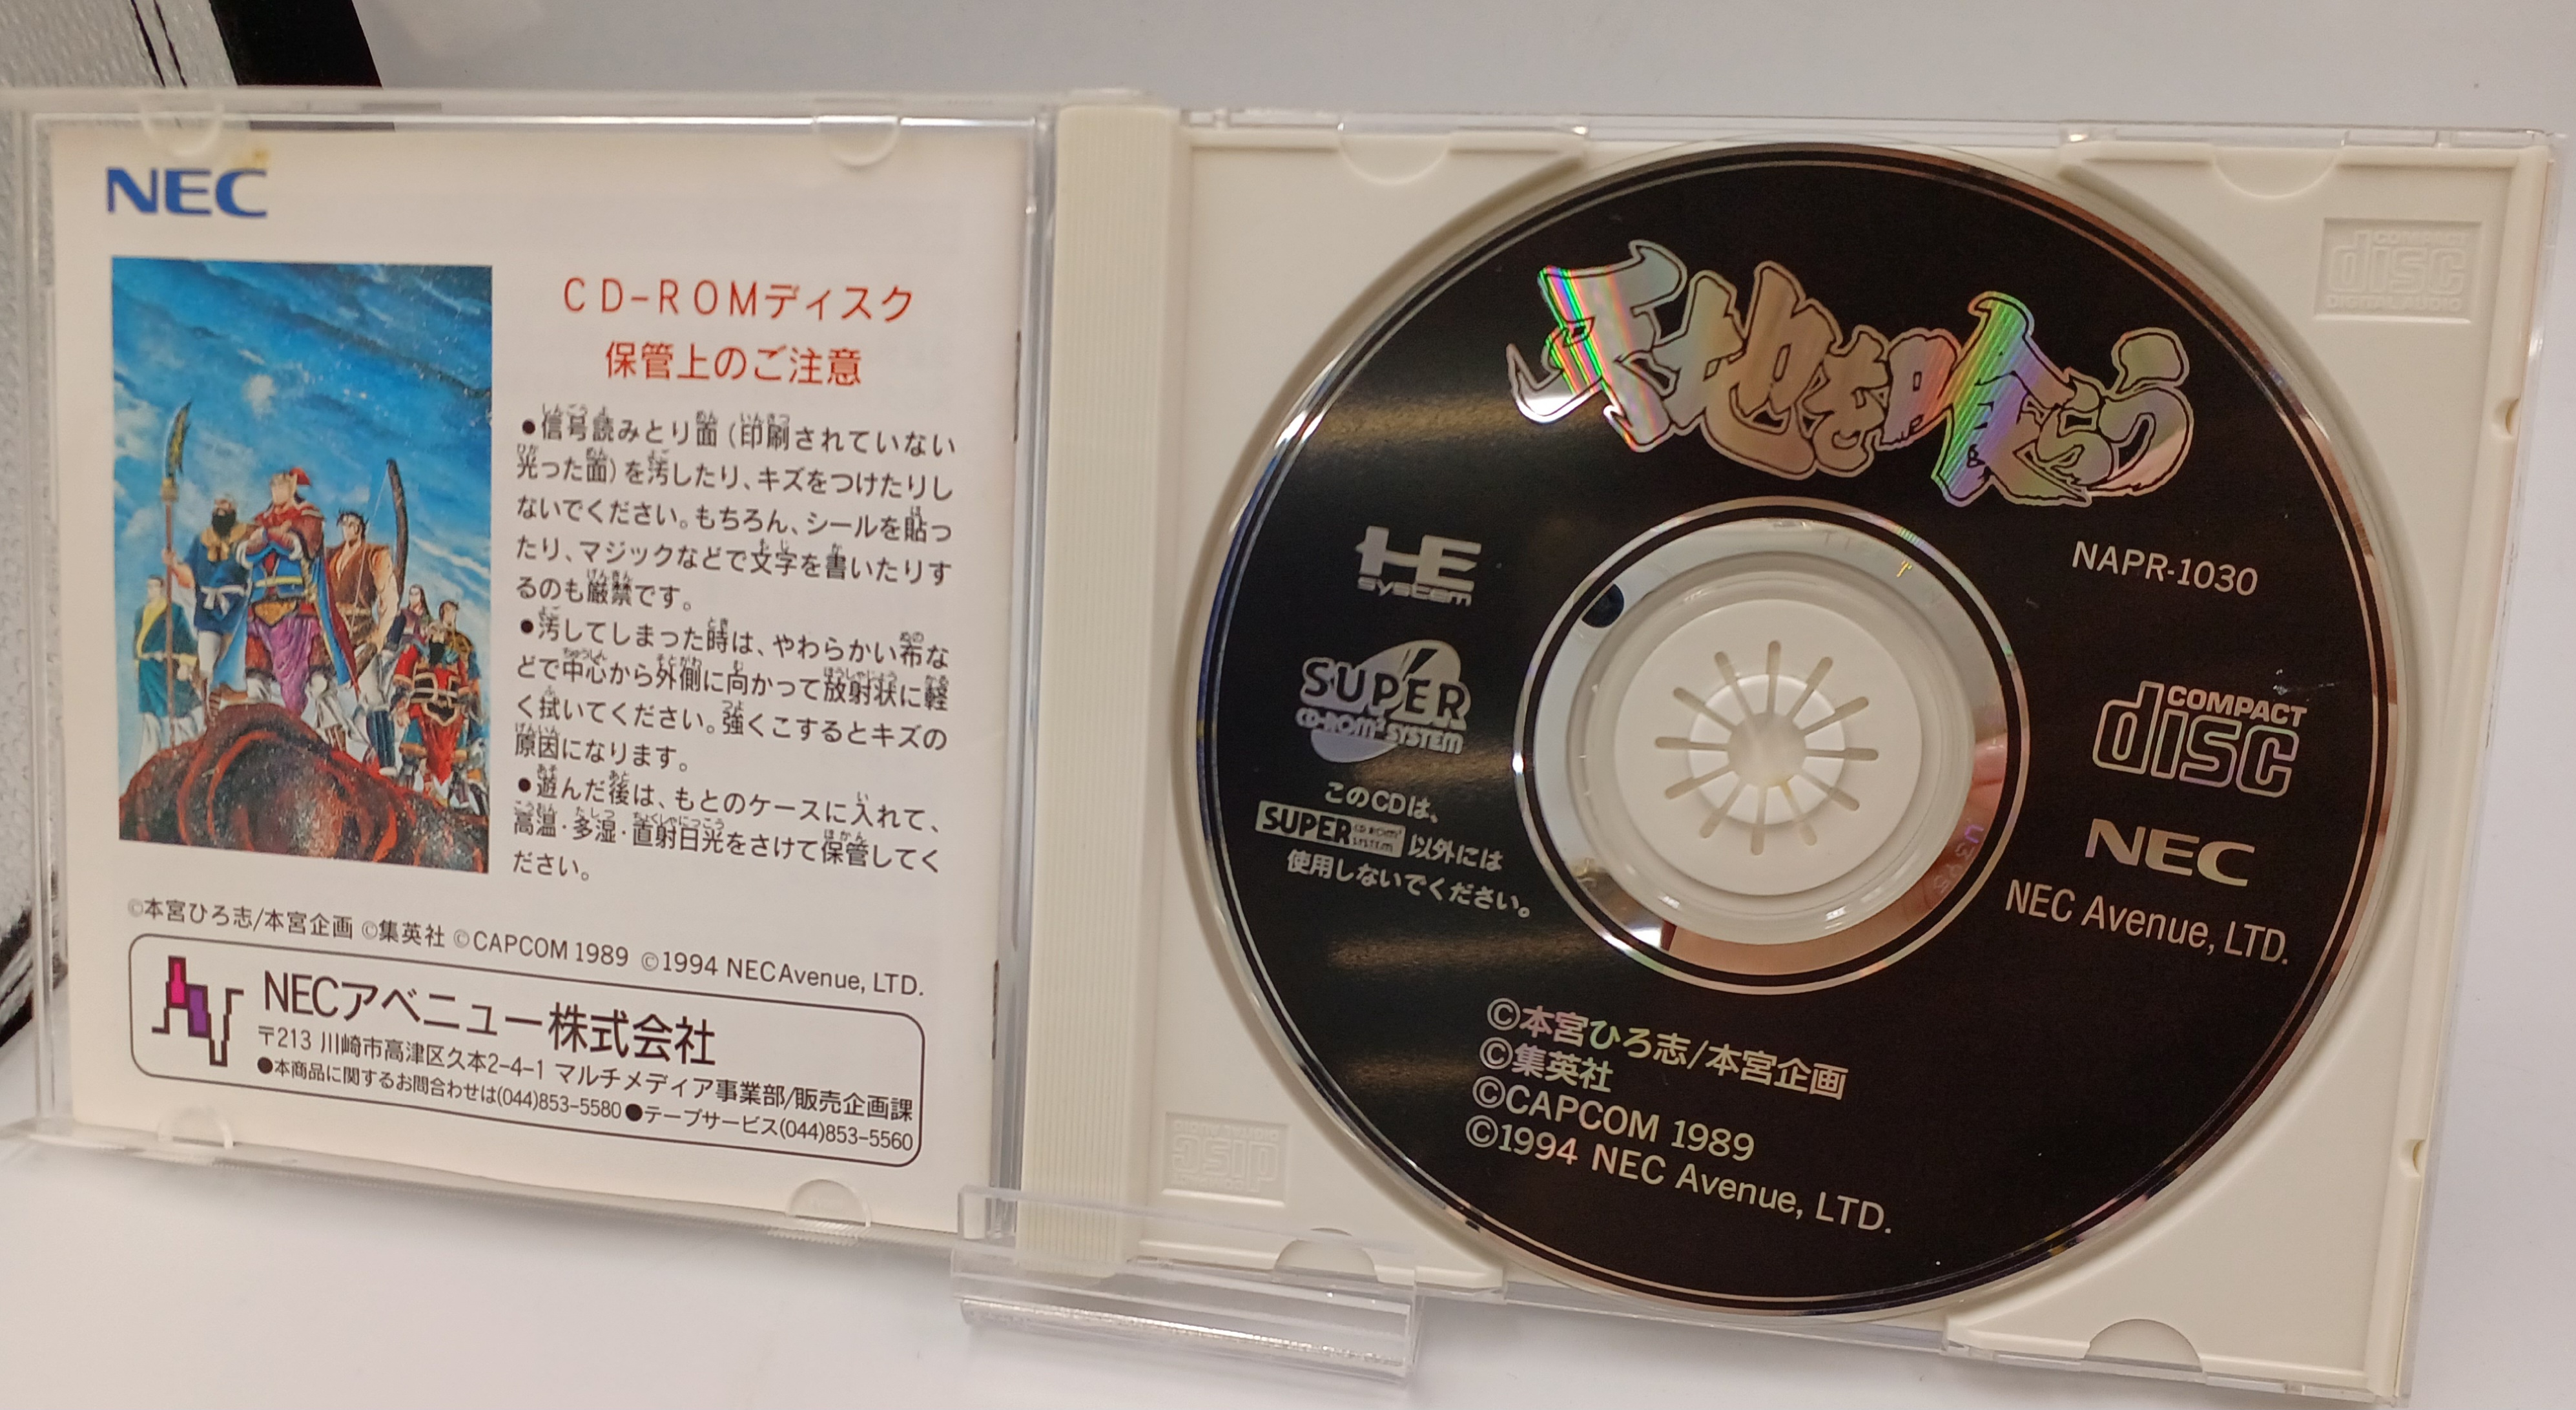 NEC
CD-ROMディスク
保管上のご注意
●信号読みとり面(印刷されていない
光った面)を汚したり、キズをつけたりし
ないでください。もちろん、シールを貼っ
たり、マジックなどで文字を書いたりす
るのも厳禁です。
●汚してしまった時は、やわらかい布な
どで中心から外側に向かって放射状に軽
く拭いてください。強くこするとキズの
原因になります。
●遊んだ後は、もとのケースに入れて、
高温・多湿・直射日光をさけて保管してく
ださい。
©本宮ひろ志/本宮企画 ©集英社 ©CAPCOM 1989 ©1994 NEC Avenue, LTD.
NECアベニュー株式会社
〒213 川崎市高津区久本2-4-1 マルチメディア事業部/販売企画課
●本商品に関するお問合わせは(044)853-5580 ●テープサービス(044)853-5560
天地を喰らう
NAPR-1030
HE
system
SUPER
CD-ROM² SYSTEM
このCDは、
SUPER CD-ROM² SYSTEM 以外には
使用しないでください。
COMPACT
disc
NEC
NEC Avenue, LTD.
©本宮ひろ志/本宮企画
©集英社
©CAPCOM 1989
©1994 NEC Avenue, LTD.
COMPACT
disc
DIGITAL AUDIO